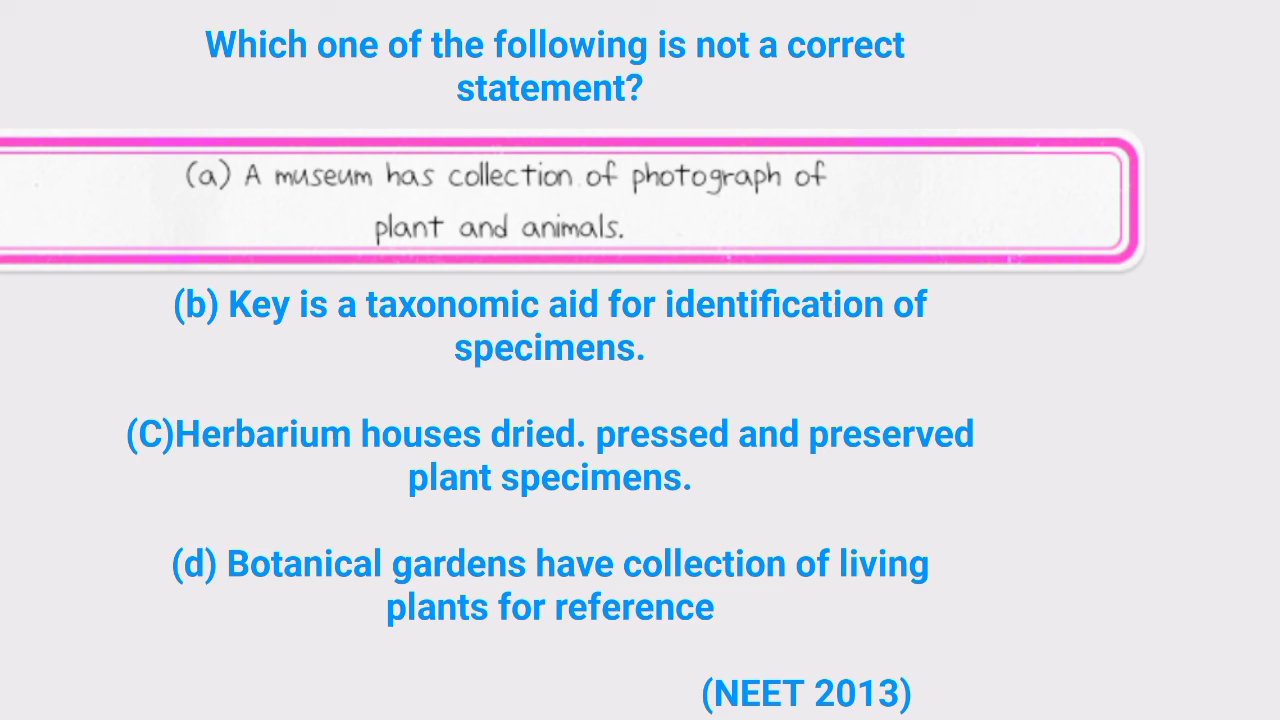 Which one of the following is not a correct
statement?
(a) A museum has collection of photograph of
plant and animals.
(b) Key is a taxonomic aid for identification of
specimens.
(C)Herbarium houses dried. pressed and preserved
plant specimens.
(d) Botanical gardens have collection of living
plants for reference
(NEET 2013)